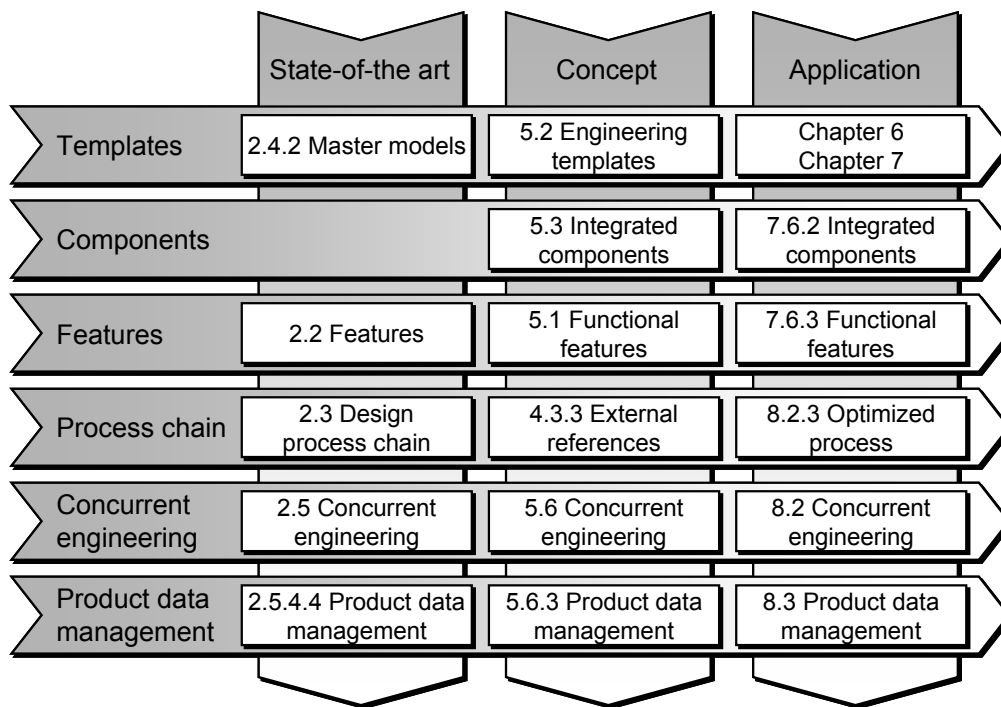 State-of-the art
Concept
Application
Templates
2.4.2 Master models
5.2 Engineering
templates
Chapter 6
Chapter 7
Components
5.3 Integrated
components
7.6.2 Integrated
components
Features
2.2 Features
5.1 Functional
features
7.6.3 Functional
features
Process chain
2.3 Design
process chain
4.3.3 External
references
8.2.3 Optimized
process
Concurrent
engineering
2.5 Concurrent
engineering
5.6 Concurrent
engineering
8.2 Concurrent
engineering
Product data
management
2.5.4.4 Product data
management
5.6.3 Product data
management
8.3 Product data
management